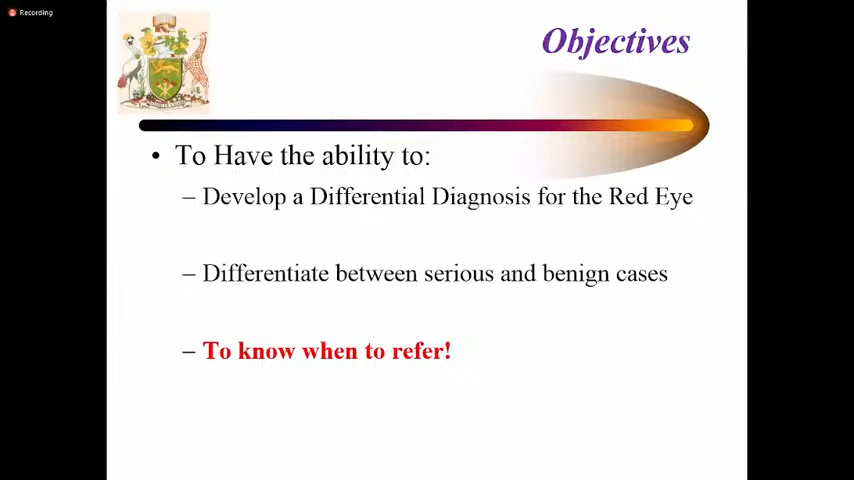 Recording
Objectives
• To Have the ability to:
– Develop a Differential Diagnosis for the Red Eye
– Differentiate between serious and benign cases
– To know when to refer!